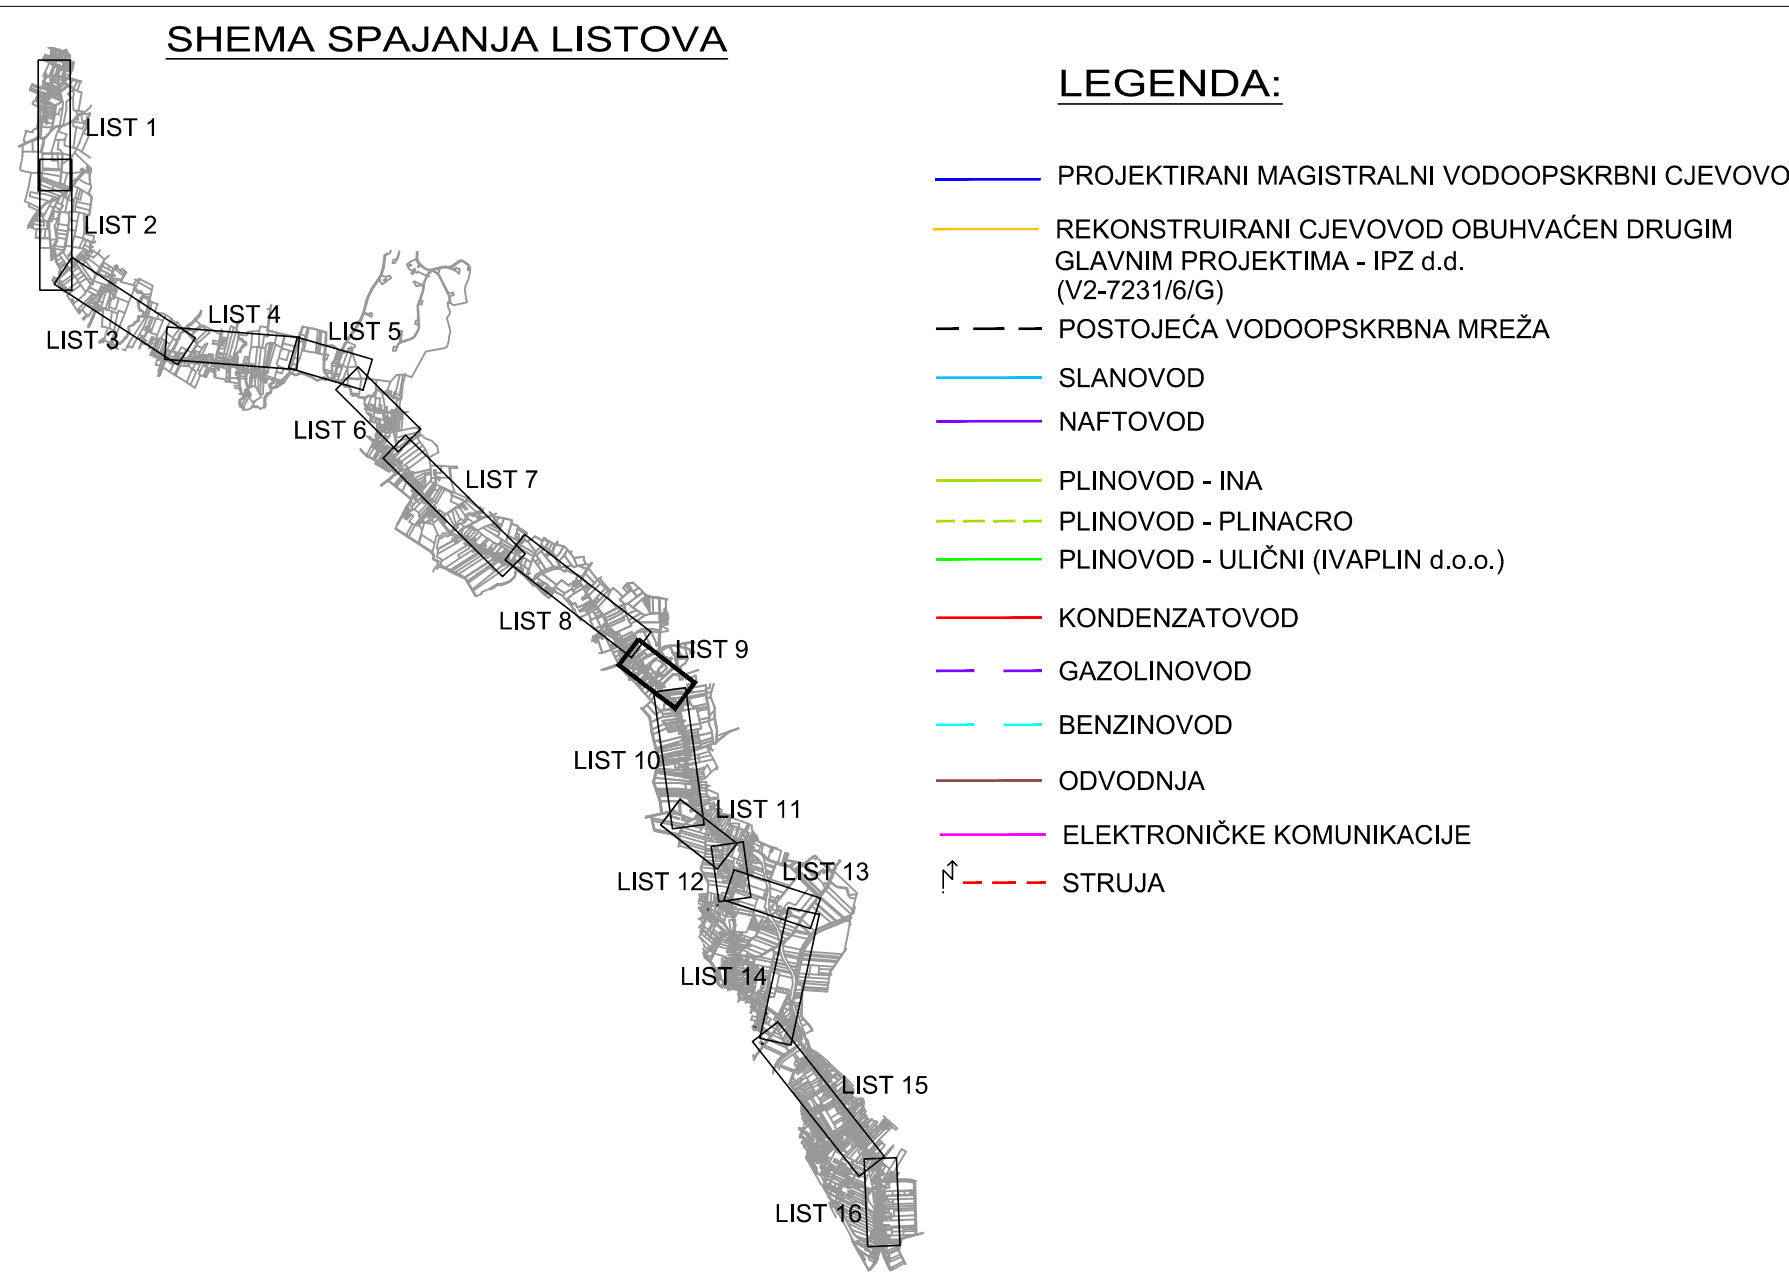 SHEMA SPAJANJA LISTOVA
LIST 1
LIST 2
LIST 3
LIST 4
LIST 5
LIST 6
LIST 7
LIST 8
LIST 9
LIST 10
LIST 11
LIST 12
LIST 13
LIST 14
LIST 15
LIST 16
LEGENDA:
PROJEKTIRANI MAGISTRALNI VODOOPSKRBNI CJEVOVO
REKONSTRUIRANI CJEVOVOD OBUHVAĆEN DRUGIM
GLAVNIM PROJEKTIMA - IPZ d.d.
(V2-7231/6/G)
POSTOJEĆA VODOOPSKRBNA MREŽA
SLANOVOD
NAFTOVOD
PLINOVOD - INA
PLINOVOD - PLINACRO
PLINOVOD - ULIČNI (IVAPLIN d.o.o.)
KONDENZATOVOD
GAZOLINOVOD
BENZINOVOD
ODVODNJA
ELEKTRONIČKE KOMUNIKACIJE
STRUJA